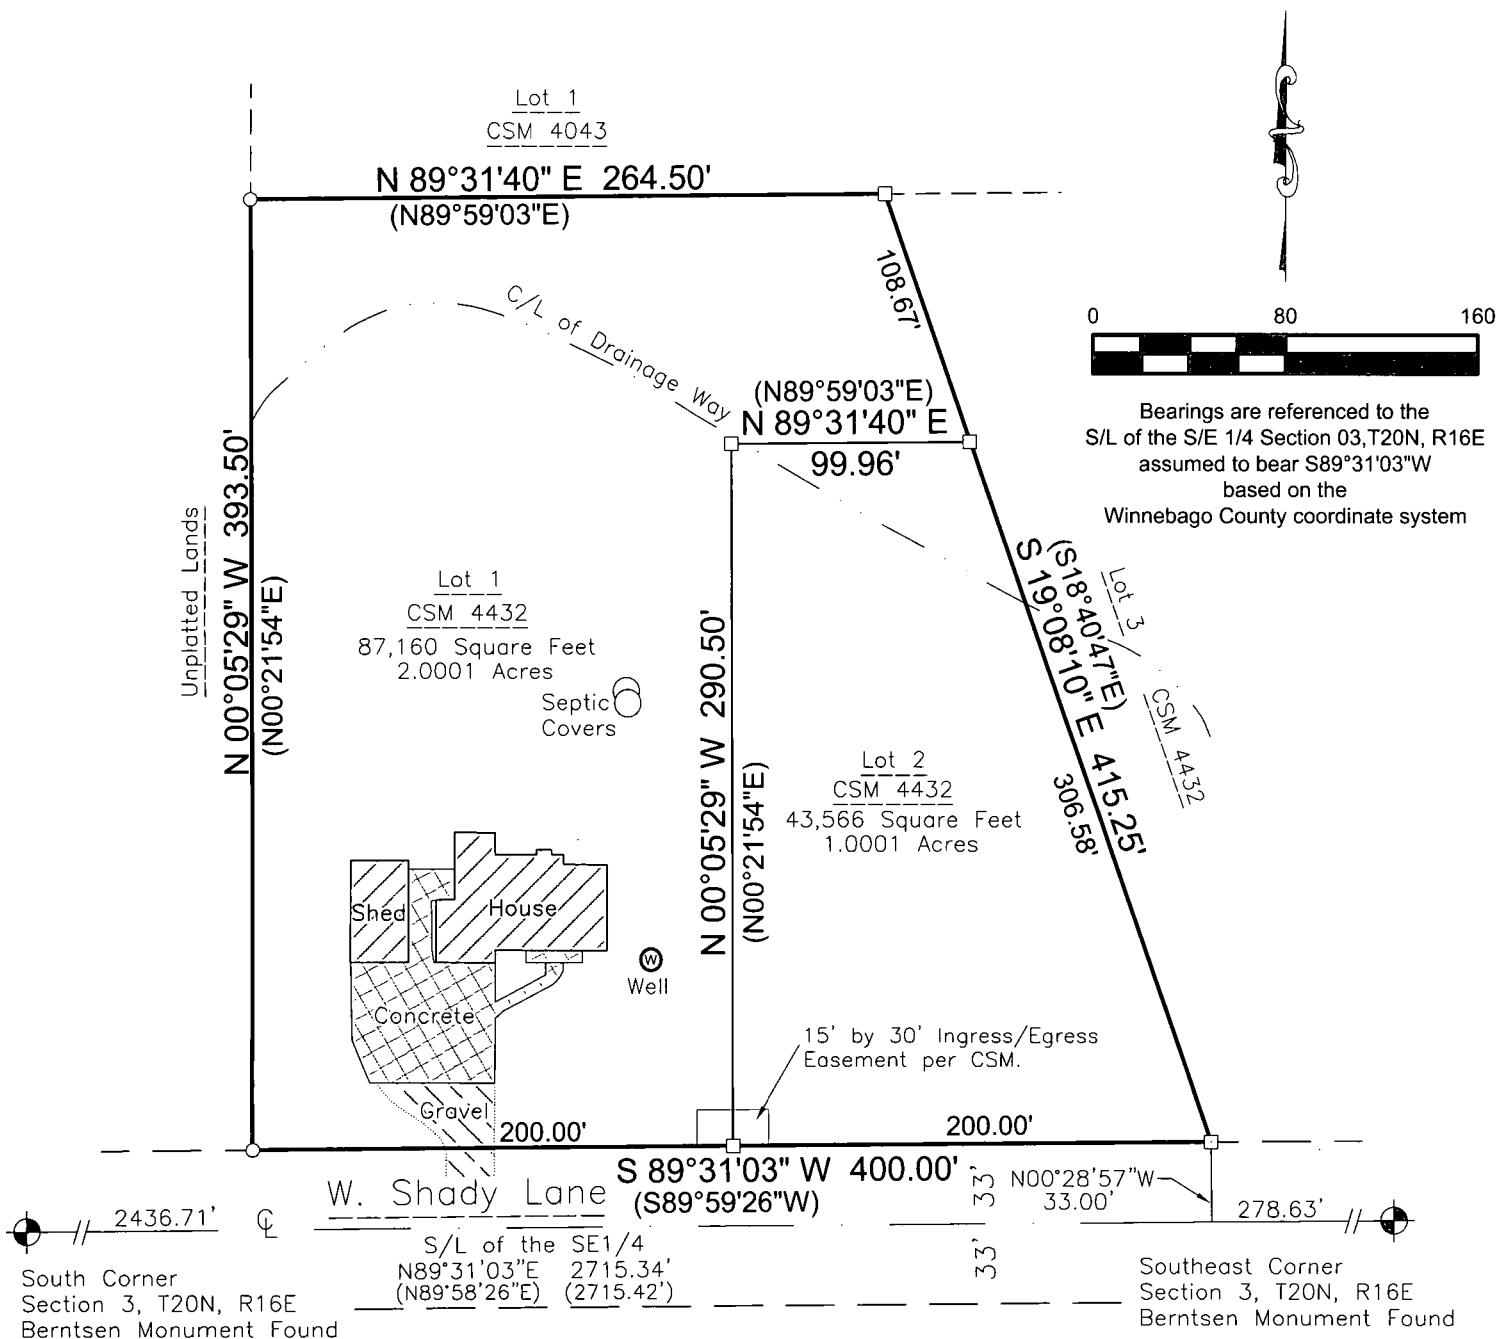 Lot 1
CSM 4043
N 89°31'40" E 264.50'
(N89°59'03"E)
108.67'
C/L of Drainage Way
0 80 160
Bearings are referenced to the
S/L of the S/E 1/4 Section 03,T20N, R16E
assumed to bear S89°31'03"W
based on the
Winnebago County coordinate system
(N89°59'03"E)
N 89°31'40" E
99.96'
Unplatted Lands
N 00°05'29" W 393.50'
(N00°21'54"E)
Lot 1
CSM 4432
87,160 Square Feet
2.0001 Acres
Septic
Covers
N 00°05'29" W 290.50'
(N00°21'54"E)
Lot 2
CSM 4432
43,566 Square Feet
1.0001 Acres
(S18°40'47"E)
S 19°08'10" E 415.25'
306.58'
Lot 3
CSM 4432
Shed
House
W
Well
Concrete
Gravel
15' by 30' Ingress/Egress
Easement per CSM.
200.00'
200.00'
S 89°31'03" W 400.00'
(S89°59'26"W)
W. Shady Lane
33'
33'
N00°28'57"W
33.00'
2436.71'
CL
278.63'
S/L of the SE1/4
N89°31'03"E 2715.34'
(N89°58'26"E) (2715.42')
South Corner
Section 3, T20N, R16E
Berntsen Monument Found
Southeast Corner
Section 3, T20N, R16E
Berntsen Monument Found